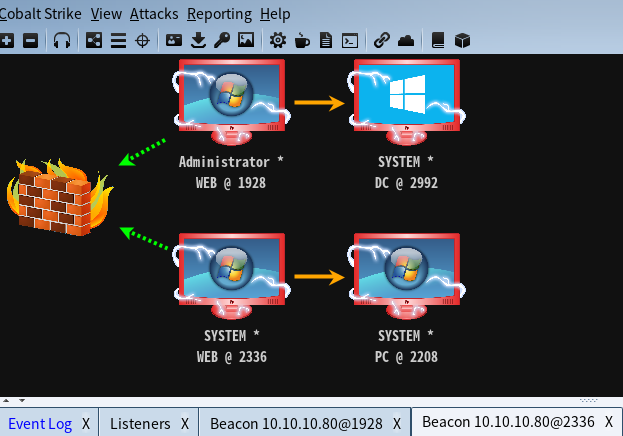 Cobalt Strike View Attacks Reporting Help
Administrator * SYSTEM *
WEB @ 1928 DC @ 2992
SYSTEM * SYSTEM *
WEB @ 2336 PC @ 2208
Event Log X Listeners X Beacon 10.10.10.80@1928 X Beacon 10.10.10.80@2336 X